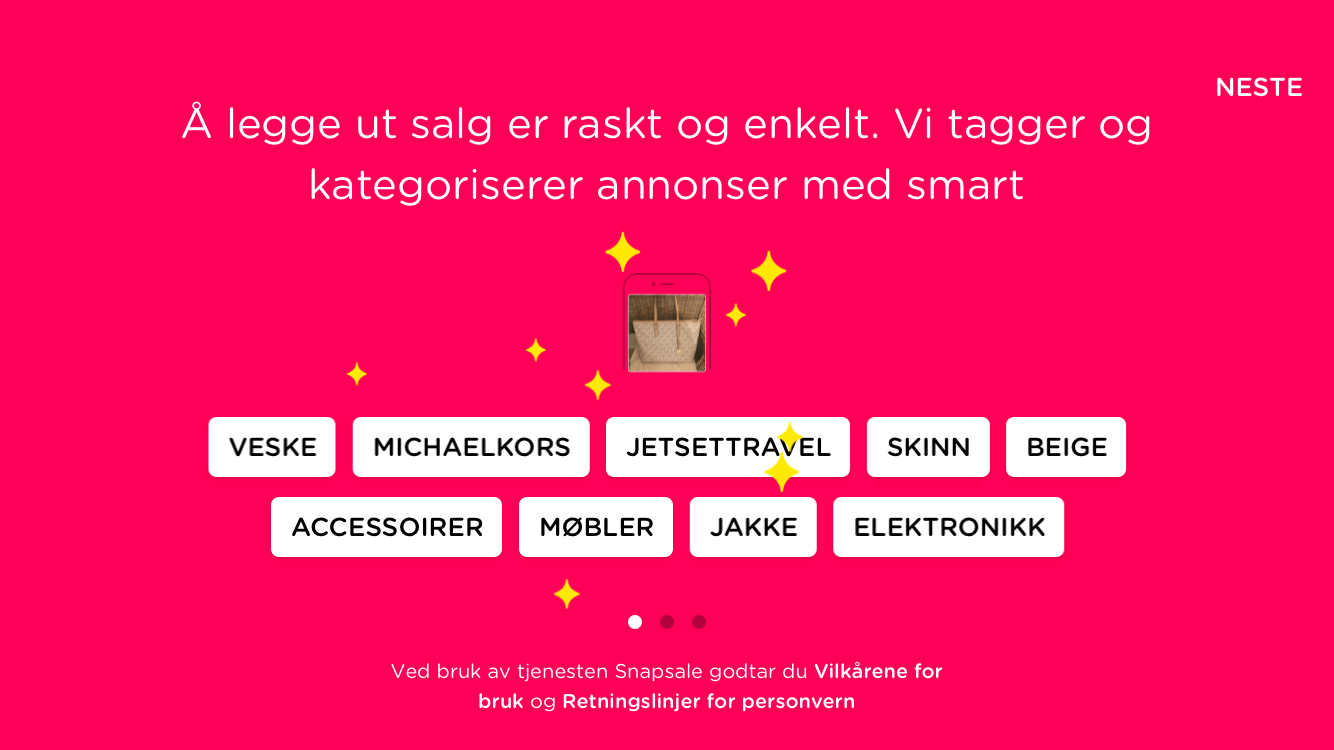 NESTE
Å legge ut salg er raskt og enkelt. Vi tagger og
kategoriserer annonser med smart
VESKE MICHAELKORS JETSETTRAVEL SKINN BEIGE
ACCESSOIRER MØBLER JAKKE ELEKTRONIKK
Ved bruk av tjenesten Snapsale godtar du Vilkårene for
bruk og Retningslinjer for personvern